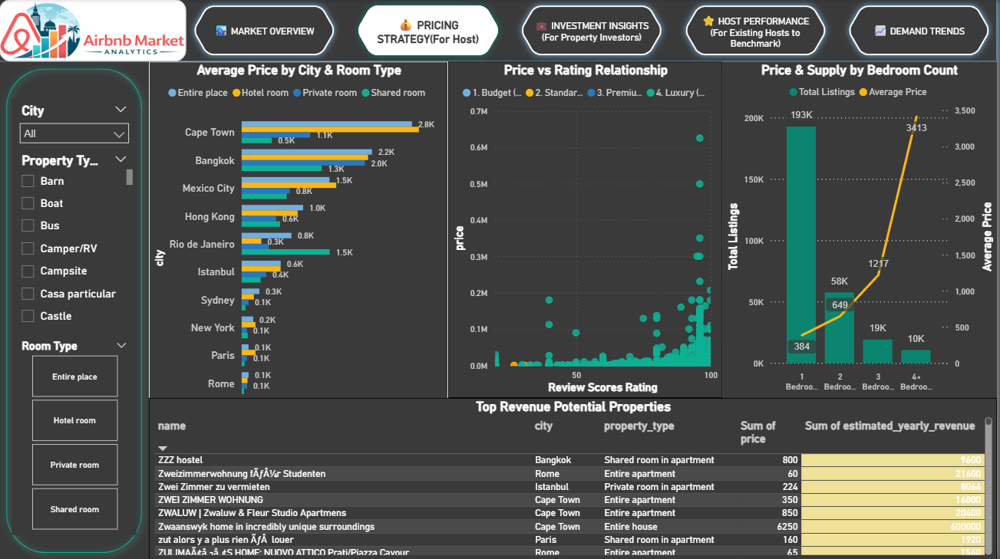 Airbnb Market
ANALYTICS
MARKET OVERVIEW
PRICING
STRATEGY(For Host)
INVESTMENT INSIGHTS
(For Property Investors)
HOST PERFORMANCE
(For Existing Hosts to
Benchmark)
DEMAND TRENDS
City
All
Property Ty...
Barn
Boat
Bus
Camper/RV
Campsite
Casa particular
Castle
Room Type
Entire place
Hotel room
Private room
Shared room
Average Price by City & Room Type
Entire place Hotel room Private room Shared room
city
Cape Town 2.8K 1.1K 0.5K
Bangkok 2.2K 2.0K 1.3K
Mexico City 1.5K 0.8K
Hong Kong 1.0K 0.6K
Rio de Janeiro 0.8K 0.3K 1.5K
Istanbul 0.6K 0.4K
Sydney 0.3K 0.1K
New York 0.2K 0.1K
Paris 0.1K 0.1K
Rome 0.1K 0.1K
Price vs Rating Relationship
1. Budget (... 2. Standar... 3. Premiu... 4. Luxury (...
price
0.7M
0.6M
0.5M
0.4M
0.3M
0.2M
0.1M
0.0M
50 100
Review Scores Rating
Price & Supply by Bedroom Count
Total Listings Average Price
Total Listings
200K
150K
100K
50K
0K
193K
58K
19K
10K
384
649
1217
3413
3,500
3,000
2,500
2,000
1,500
1,000
500
0
Average Price
1 2 3 4+
Bedroo... Bedroo... Bedroo... Bedroo...
Top Revenue Potential Properties
name city property_type Sum of price Sum of estimated_yearly_revenue
ZZZ hostel Bangkok Shared room in apartment 800 9600
Zweizimmerwohnung fÃƒÂ¼r Studenten Rome Entire apartment 60 21600
Zwei Zimmer zu vermieten Istanbul Private room in apartment 224 8064
ZWEI ZIMMER WOHNUNG Cape Town Entire apartment 350 16800
ZWALUW | Zwaluw & Fleur Studio Apartmens Cape Town Entire apartment 850 20400
Zwaanswyk home in incredibly unique surroundings Cape Town Entire house 6250 600000
zut alors y a plus rien ÃƒÂ  louer Paris Shared room in apartment 160 1920
HOME: NUOVO ATTICO Prati/Piazza Cavour Rome Entire apartment 65 1560